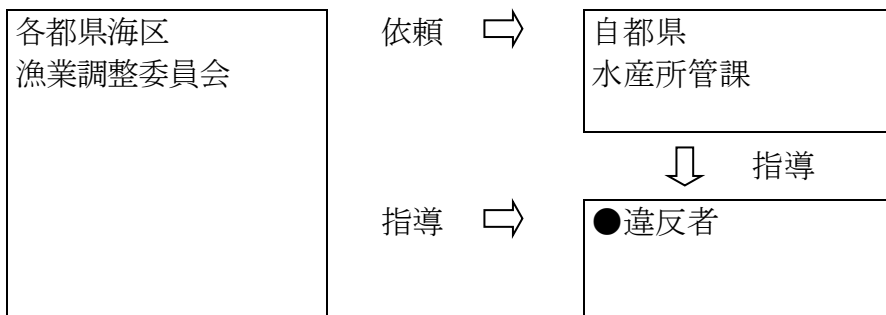 各都県海区
漁業調整委員会
依頼
自都県
水産所管課
指導
指導
●違反者